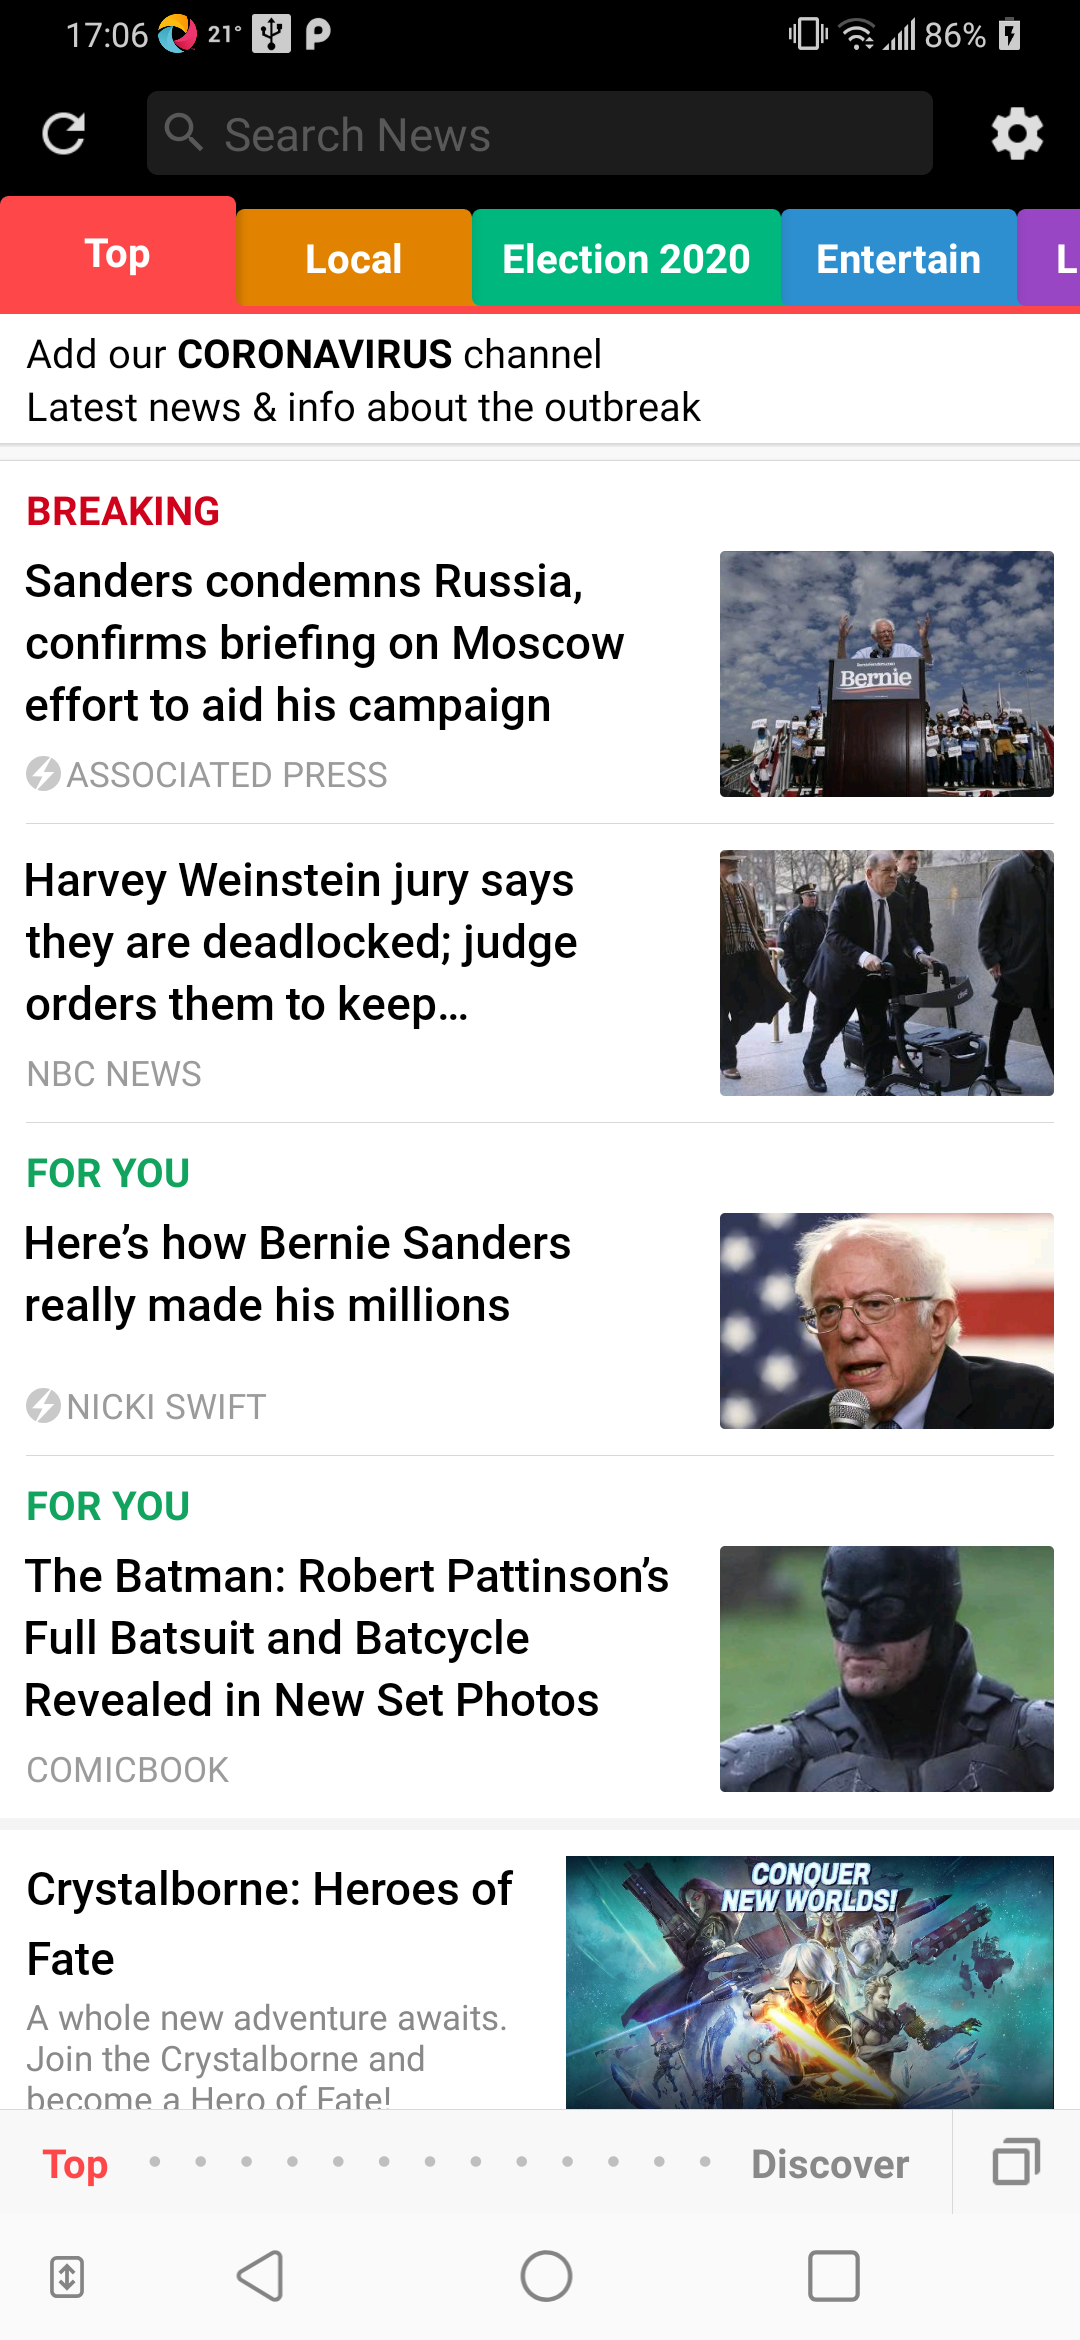 17:06 21° 86%
Search News
Top Local Election 2020 Entertain L
Add our CORONAVIRUS channel
Latest news & info about the outbreak
BREAKING
Sanders condemns Russia,
confirms briefing on Moscow
effort to aid his campaign
ASSOCIATED PRESS
Bernie
Harvey Weinstein jury says
they are deadlocked; judge
orders them to keep…
NBC NEWS
FOR YOU
Here’s how Bernie Sanders
really made his millions
NICKI SWIFT
FOR YOU
The Batman: Robert Pattinson’s
Full Batsuit and Batcycle
Revealed in New Set Photos
COMICBOOK
Crystalborne: Heroes of
Fate
A whole new adventure awaits.
Join the Crystalborne and
become a Hero of Fate!
CONQUER
NEW WORLDS!
Top Discover